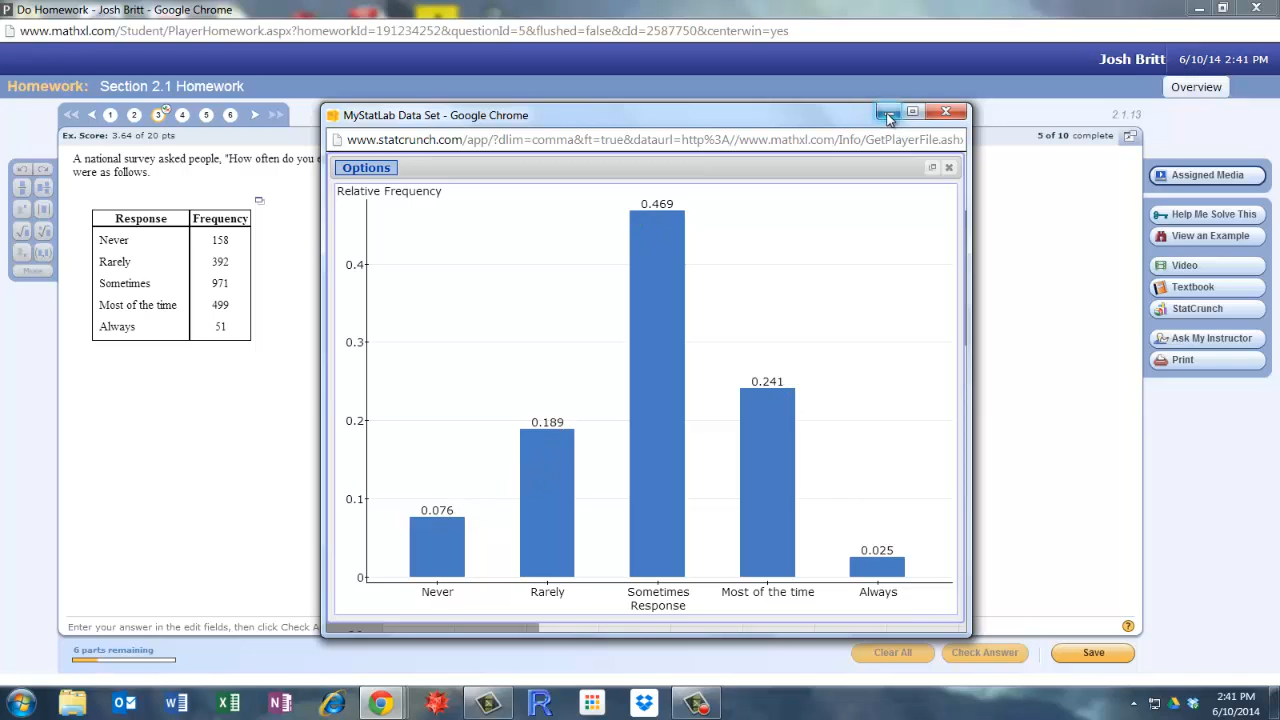 Do Homework - Josh Britt - Google Chrome
www.mathxl.com/Student/PlayerHomework.aspx?homeworkId=191234252&questionId=5&flushed=false&cId=2587750&centerwin=yes
Josh Britt 6/10/14 2:41 PM
Homework: Section 2.1 Homework
Overview
1 2 3 4 5 6
2.1.13
Ex. Score: 3.64 of 20 pts
5 of 10 complete
A national survey asked people, "How often do you e
were as follows.
Response Frequency
Never 158
Rarely 392
Sometimes 971
Most of the time 499
Always 51
More
MyStatLab Data Set - Google Chrome
www.statcrunch.com/app/?dlim=comma&ft=true&dataurl=http%3A//www.mathxl.com/Info/GetPlayerFile.ashx
Options
Relative Frequency
0.469
0.4
0.3
0.241
0.2
0.189
0.1
0.076
0.025
0
Never Rarely Sometimes Most of the time Always
Response
Assigned Media
Help Me Solve This
View an Example
Video
Textbook
StatCrunch
Ask My Instructor
Print
Enter your answer in the edit fields, then click Check A
?
6 parts remaining
Clear All
Check Answer
Save
2:41 PM
6/10/2014